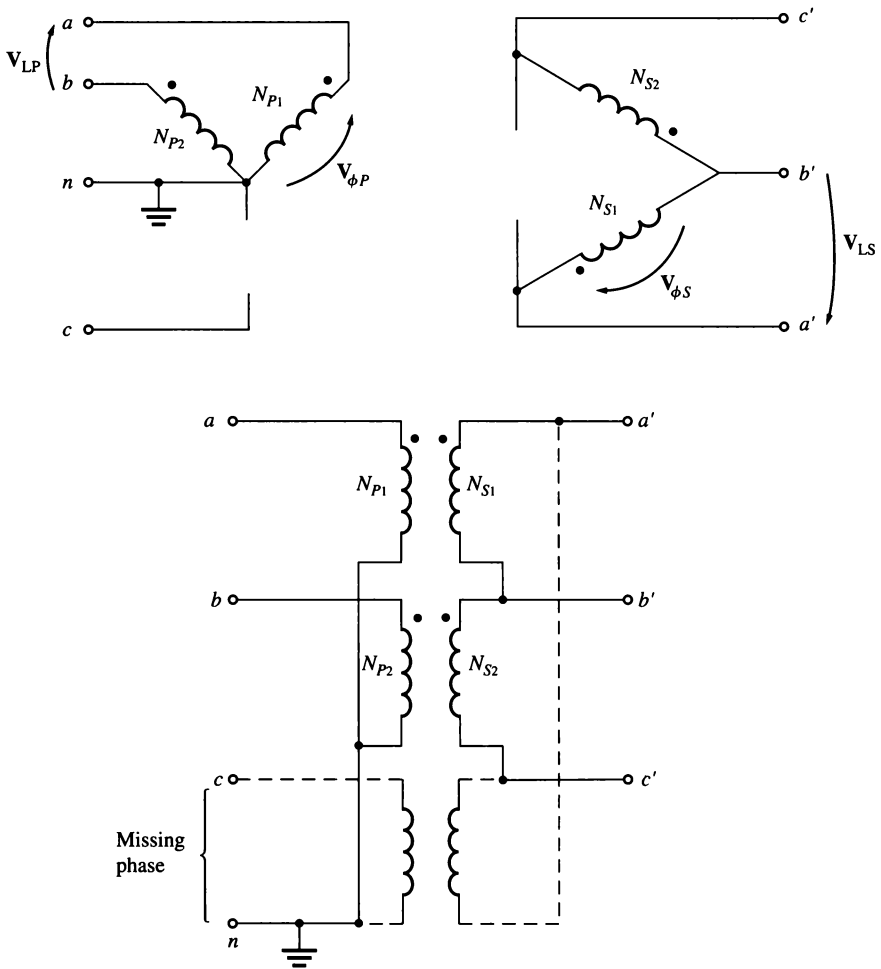 a
V_LP
b
N_P2
N_P1
V_ϕP
n
c
c'
N_S2
b'
N_S1
V_ϕS
V_LS
a'
a
N_P1
N_S1
a'
b
b'
N_P2
N_S2
c
c'
Missing
phase
n